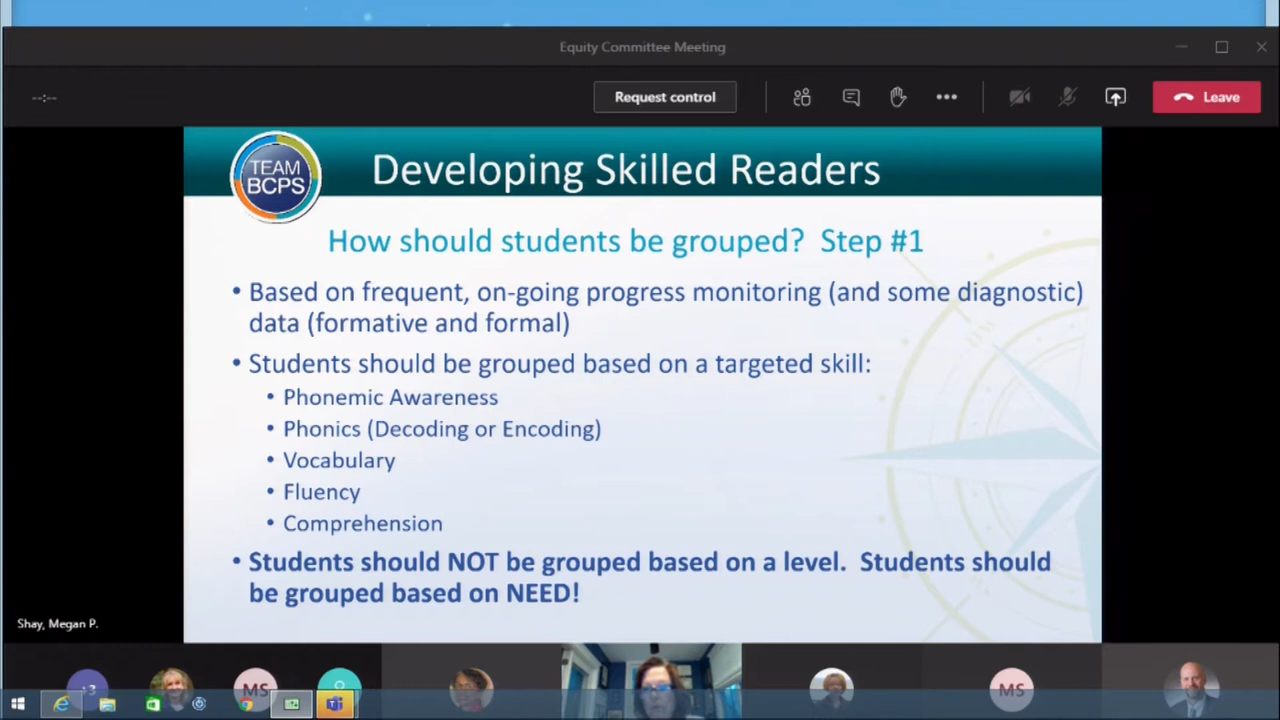 Equity Committee Meeting
--:--
Request control
Leave
TEAM
BCPS
Developing Skilled Readers
How should students be grouped? Step #1
• Based on frequent, on-going progress monitoring (and some diagnostic)
data (formative and formal)
• Students should be grouped based on a targeted skill:
• Phonemic Awareness
• Phonics (Decoding or Encoding)
• Vocabulary
• Fluency
• Comprehension
• Students should NOT be grouped based on a level. Students should
be grouped based on NEED!
Shay, Megan P.
+3
MS
MS